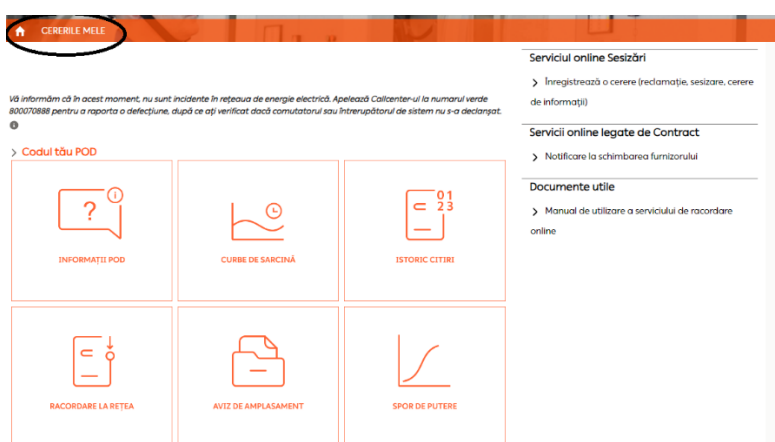 CERERILE MELE
Vă informăm că în acest moment, nu sunt incidente în rețeaua de energie electrică. Apelează Callcenter-ul la numarul verde
800070888 pentru a raporta o defecțiune, după ce ați verificat dacă comutatorul sau întrerupătorul de sistem nu s-a declanșat.
Codul tău POD
INFORMAȚII POD
CURBE DE SARCINĂ
01
23
ISTORIC CITIRI
RACORDARE LA REȚEA
AVIZ DE AMPLASAMENT
SPOR DE PUTERE
Serviciul online Sesizări
Înregistrează o cerere (reclamație, sesizare, cerere
de informații)
Servicii online legate de Contract
Notificare la schimbarea furnizorului
Documente utile
Manual de utilizare a serviciului de racordare
online